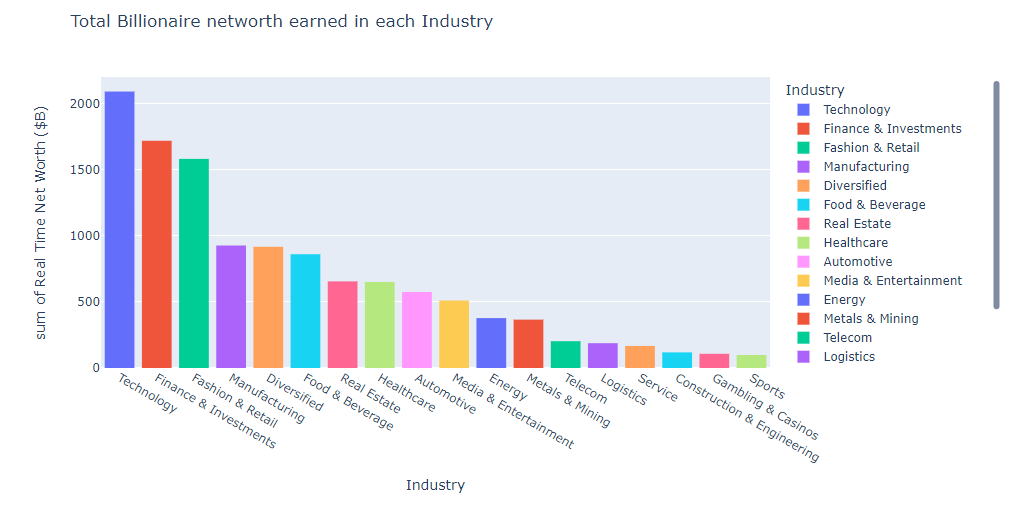 Total Billionaire networth earned in each Industry
sum of Real Time Net Worth ($B)
2000
1500
1000
500
0
Technology
Finance & Investments
Fashion & Retail
Manufacturing
Diversified
Food & Beverage
Real Estate
Healthcare
Automotive
Media & Entertainment
Energy
Metals & Mining
Telecom
Logistics
Service
Construction & Engineering
Gambling & Casinos
Sports
Industry
Industry
Technology
Finance & Investments
Fashion & Retail
Manufacturing
Diversified
Food & Beverage
Real Estate
Healthcare
Automotive
Media & Entertainment
Energy
Metals & Mining
Telecom
Logistics